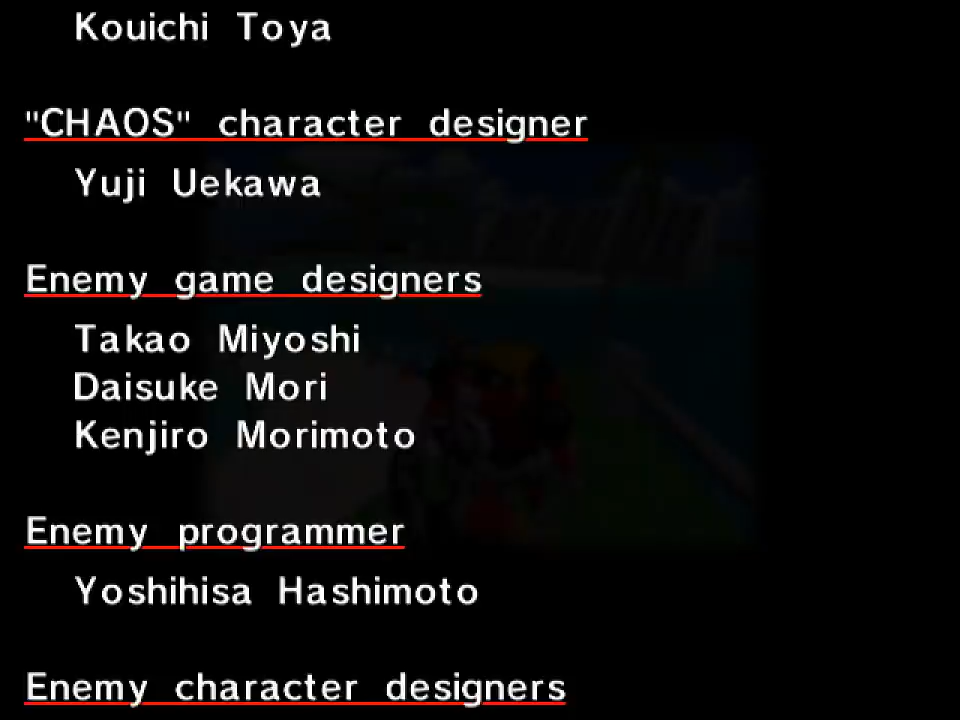 Kouichi Toya
"CHAOS" character designer
Yuji Uekawa
Enemy game designers
Takao Miyoshi
Daisuke Mori
Kenjiro Morimoto
Enemy programmer
Yoshihisa Hashimoto
Enemy character designers